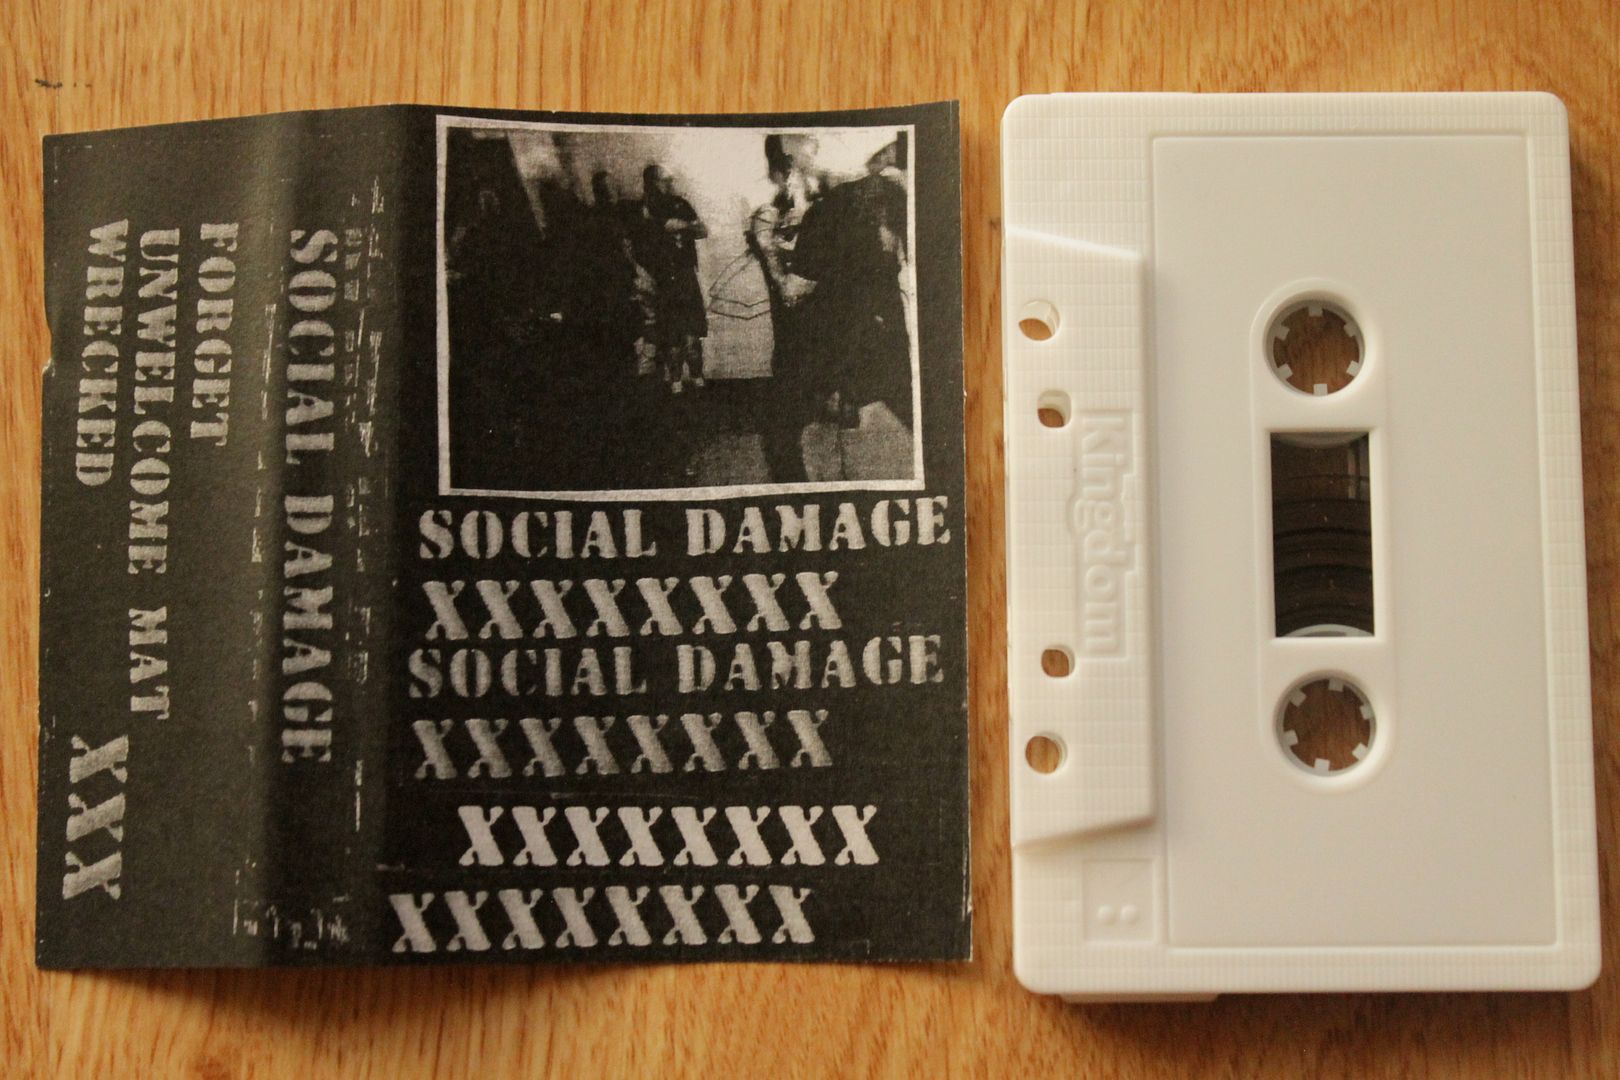 FORGET
UNWELCOME MAT
WRECKED
XXX
SOCIAL DAMAGE
SOCIAL DAMAGE
XXXXXXXX
SOCIAL DAMAGE
XXXXXXXX
XXXXXXXX
XXXXXXXX
Kingdom